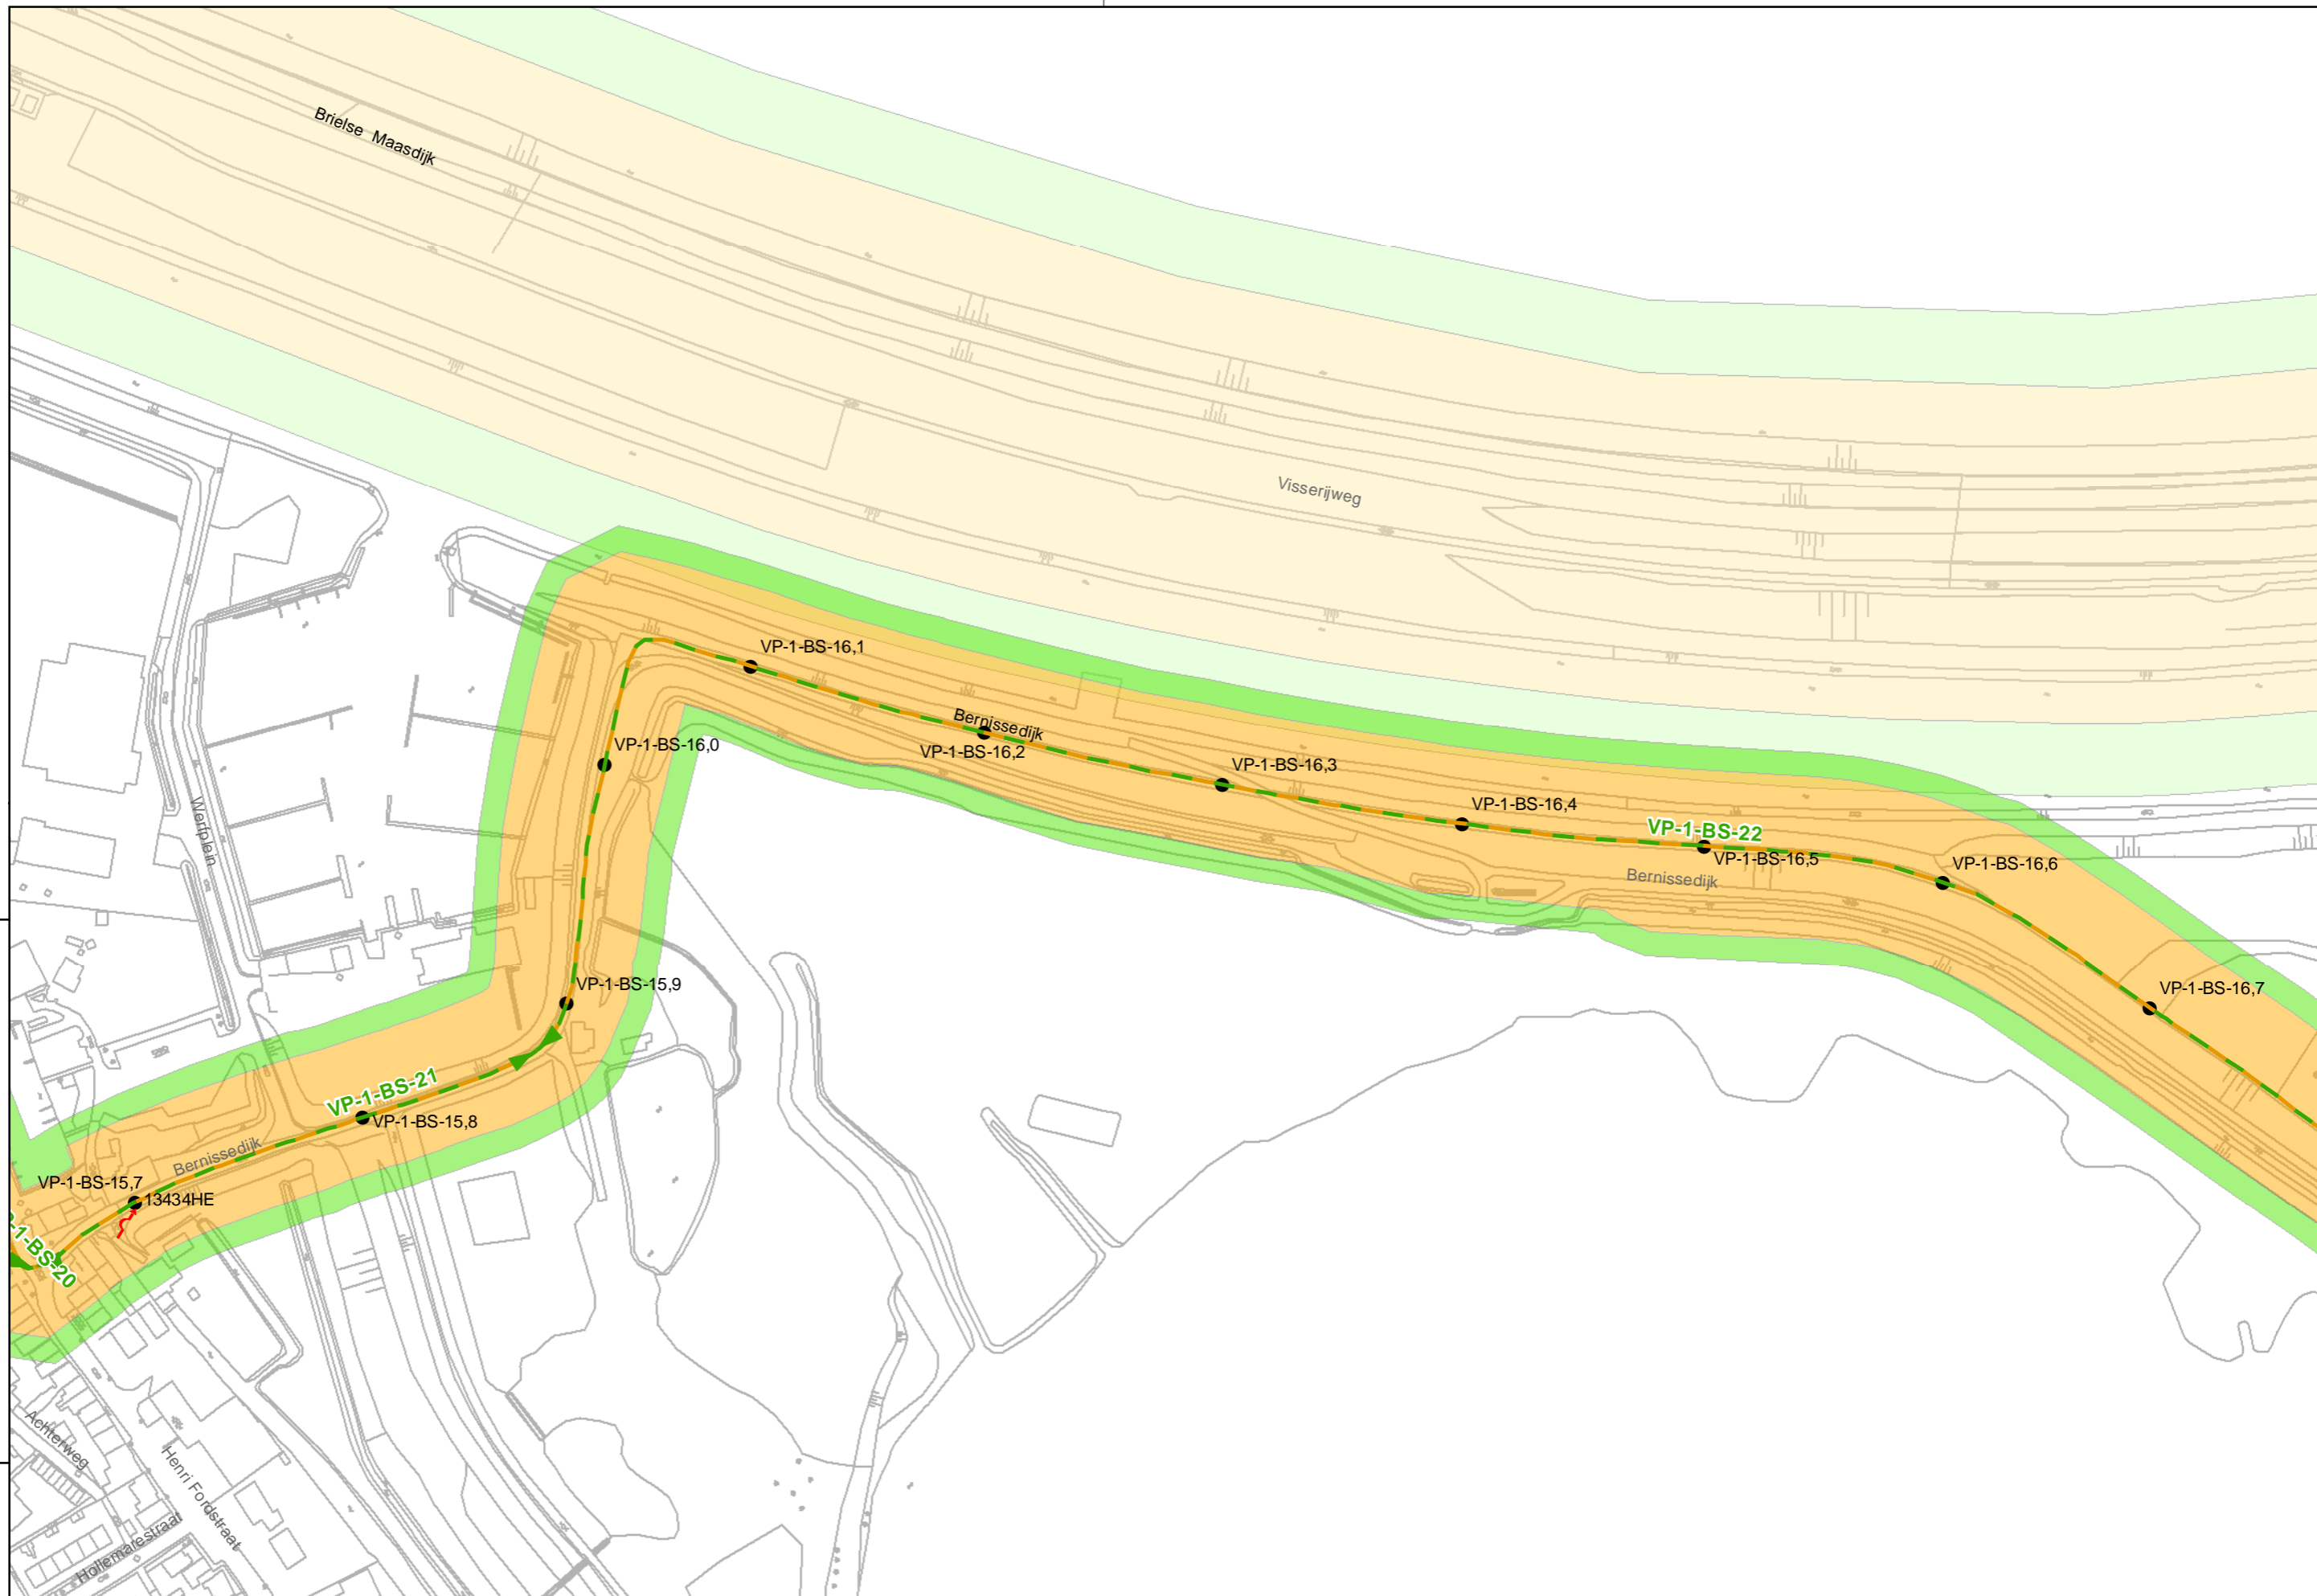 Brielse Maasdijk
Visserijweg
VP-1-BS-16,1
Bernissedijk
VP-1-BS-16,0
VP-1-BS-16,2
VP-1-BS-16,3
VP-1-BS-16,4
VP-1-BS-22
VP-1-BS-16,5
VP-1-BS-16,6
Bernissedijk
Werfplein
VP-1-BS-15,9
VP-1-BS-16,7
VP-1-BS-21
VP-1-BS-15,8
Bernissedijk
VP-1-BS-15,7
13434HE
-1-BS-20
Achterweg
Henri Fordstraat
Hollemarestraat